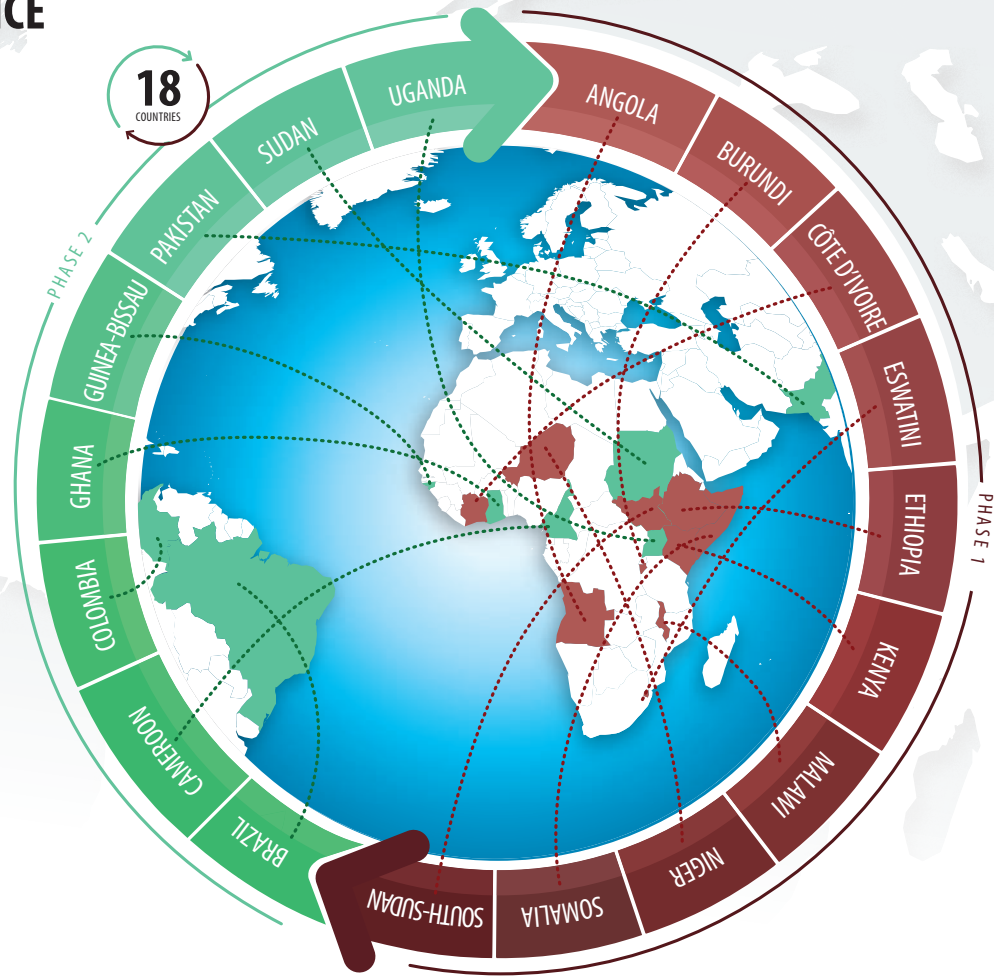 ICE
18
COUNTRIES
PHASE 1
ANGOLA
BURUNDI
CÔTE D'IVOIRE
ESWATINI
ETHIOPIA
KENYA
MALAWI
NIGER
SOMALIA
SOUTH-SUDAN
PHASE 2
BRAZIL
CAMEROON
COLOMBIA
GHANA
GUINEA-BISSAU
PAKISTAN
SUDAN
UGANDA